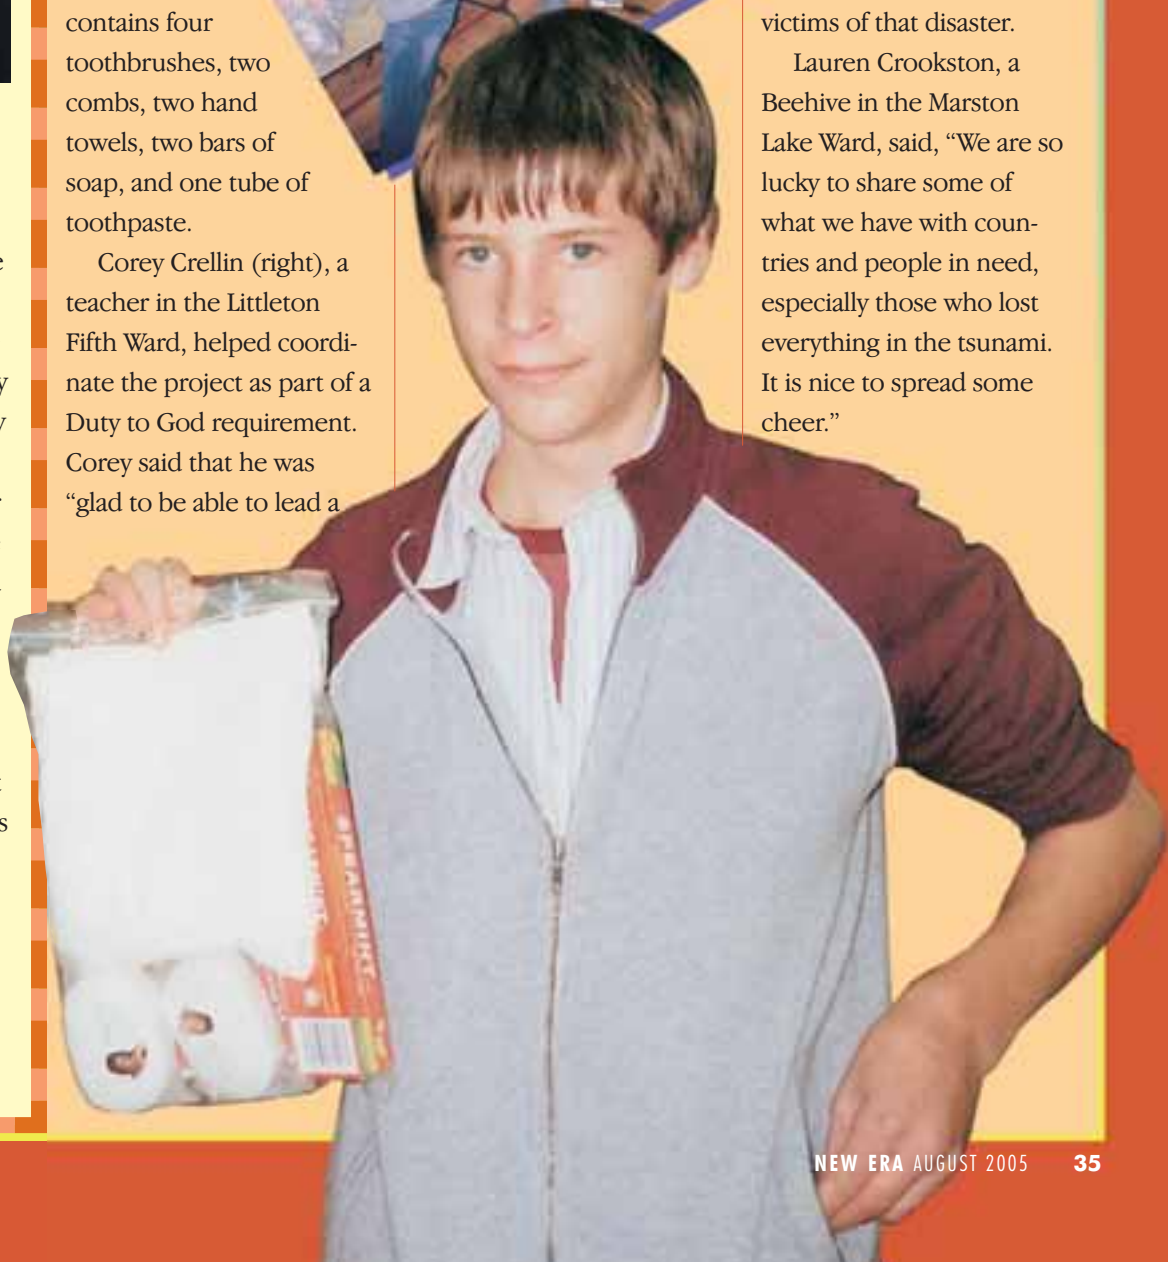 contains four
toothbrushes, two
combs, two hand
towels, two bars of
soap, and one tube of
toothpaste.
Corey Crellin (right), a
teacher in the Littleton
Fifth Ward, helped coordi-
nate the project as part of a
Duty to God requirement.
Corey said that he was
“glad to be able to lead a
victims of that disaster.
Lauren Crookston, a
Beehive in the Marston
Lake Ward, said, “We are so
lucky to share some of
what we have with coun-
tries and people in need,
especially those who lost
everything in the tsunami.
It is nice to spread some
cheer.”
SPEARMINT
NEW ERA AUGUST 2005 35